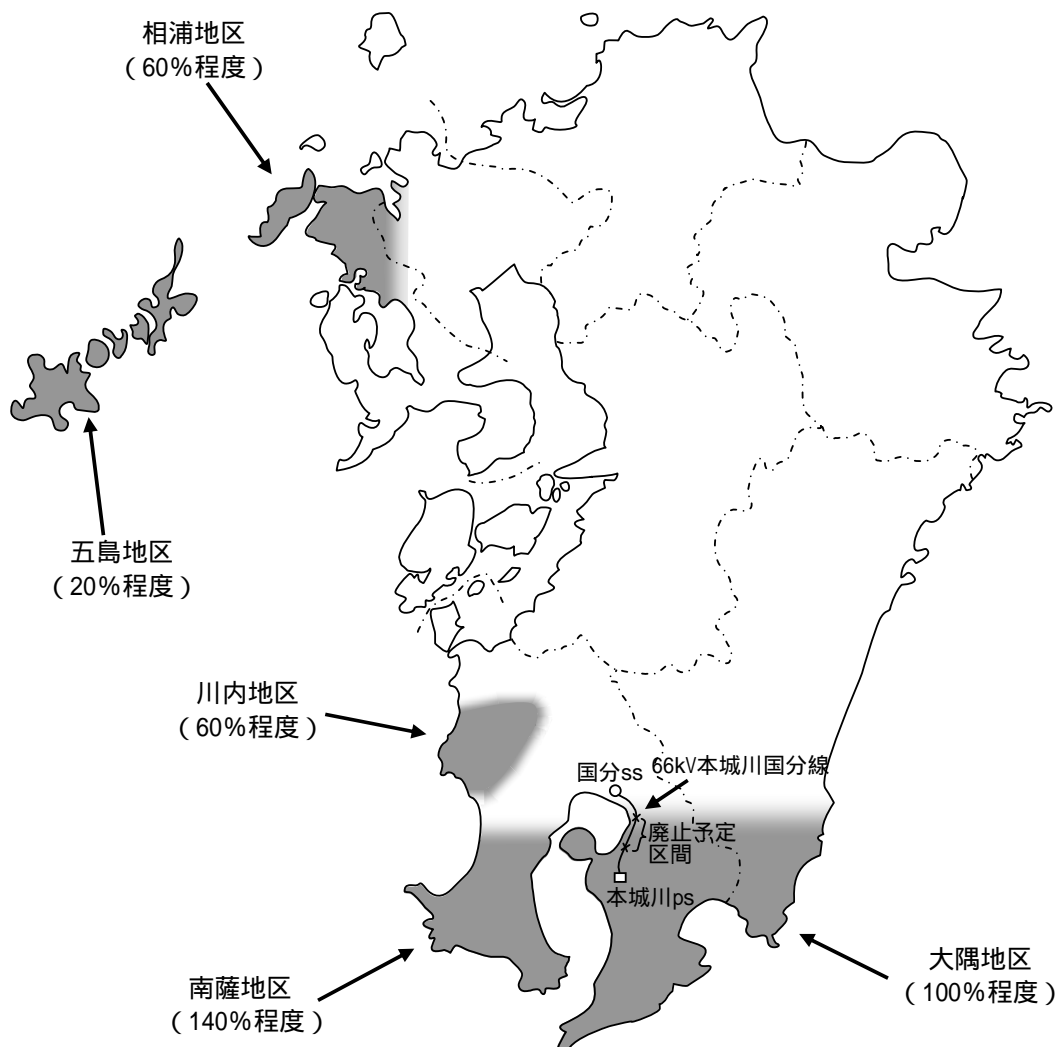 相浦地区
（60％程度）
五島地区
（20％程度）
川内地区
（60％程度）
国分ss
66kV本城川国分線
廃止予定
区間
本城川ps
大隅地区
（100％程度）
南薩地区
（140％程度）